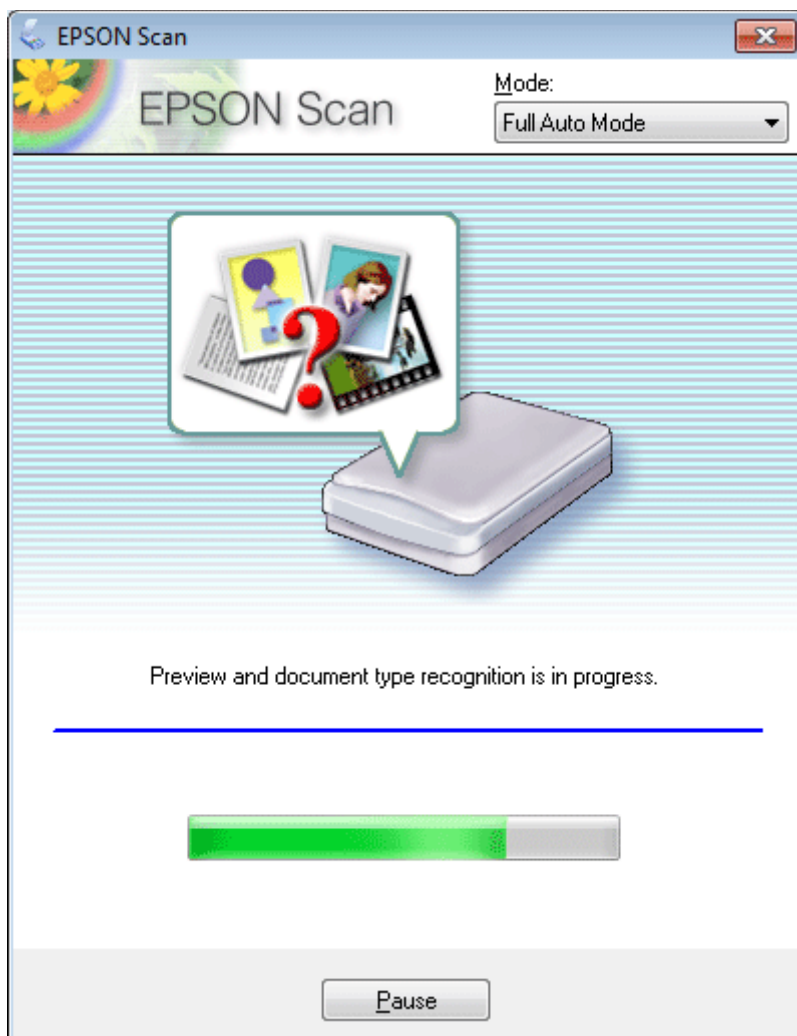 EPSON Scan
EPSON Scan
Mode:
Full Auto Mode
Preview and document type recognition is in progress.
Pause